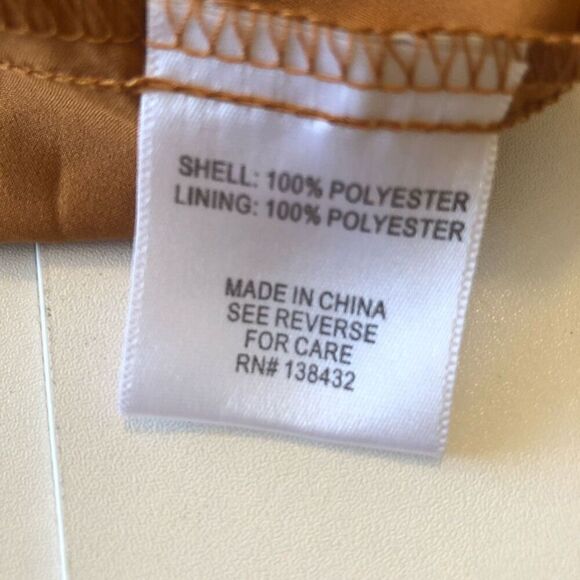 SHELL: 100% POLYESTER
LINING: 100% POLYESTER
MADE IN CHINA
SEE REVERSE
FOR CARE
RN# 138432